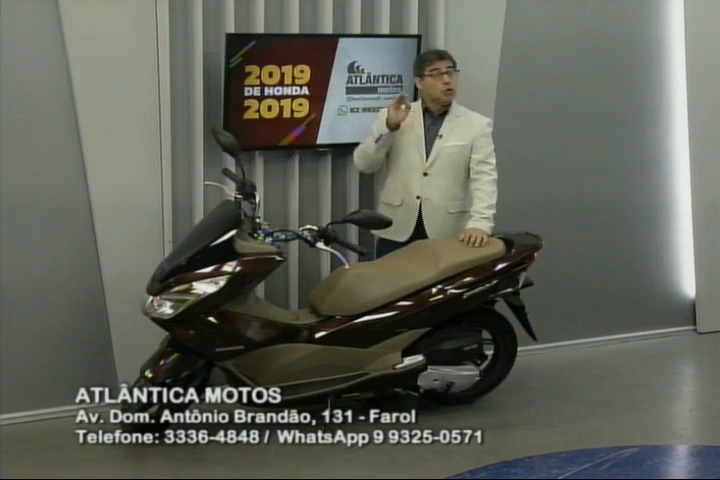 2019
DE HONDA
2019
ATLÂNTICA
motos
ATLÂNTICA MOTOS
Av. Dom. Antônio Brandão, 131 - Farol
Telefone: 3336-4848 / WhatsApp 9 9325-0571